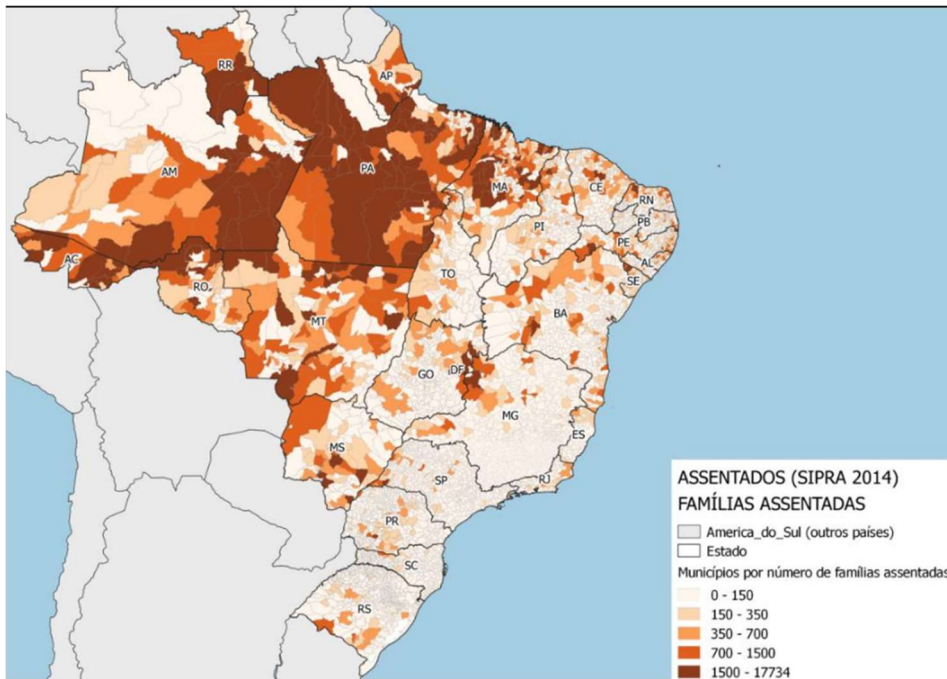 RR
AP
AM
PA
MA
CE
RN
PB
PI
PE
AC
AL
TO
SE
RO
BA
MT
GO
DF
MG
MS
ES
SP
RJ
PR
SC
RS
ASSENTADOS (SIPRA 2014)
FAMÍLIAS ASSENTADAS
America_do_Sul (outros países)
Estado
Municípios por número de famílias assentadas
0 - 150
150 - 350
350 - 700
700 - 1500
1500 - 17734